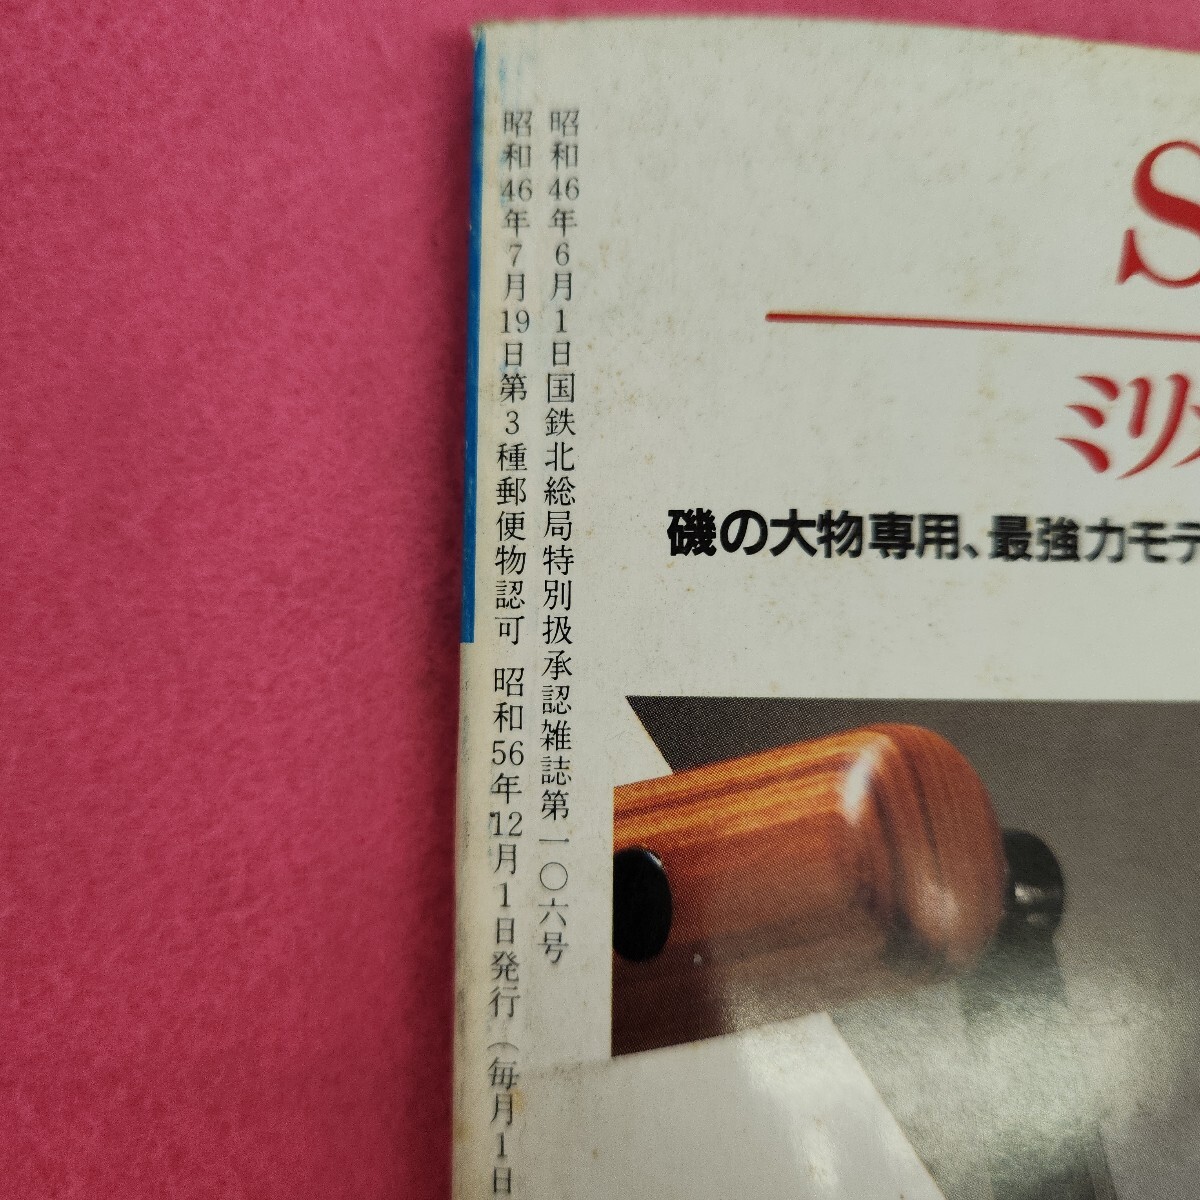 昭和46年6月1日国鉄北総局特別扱承認雑誌第一〇六号
昭和46年7月19日第3種郵便物認可 昭和56年12月1日発行(毎月1日
S
ミリオ
磯の大物専用、最強力モデ